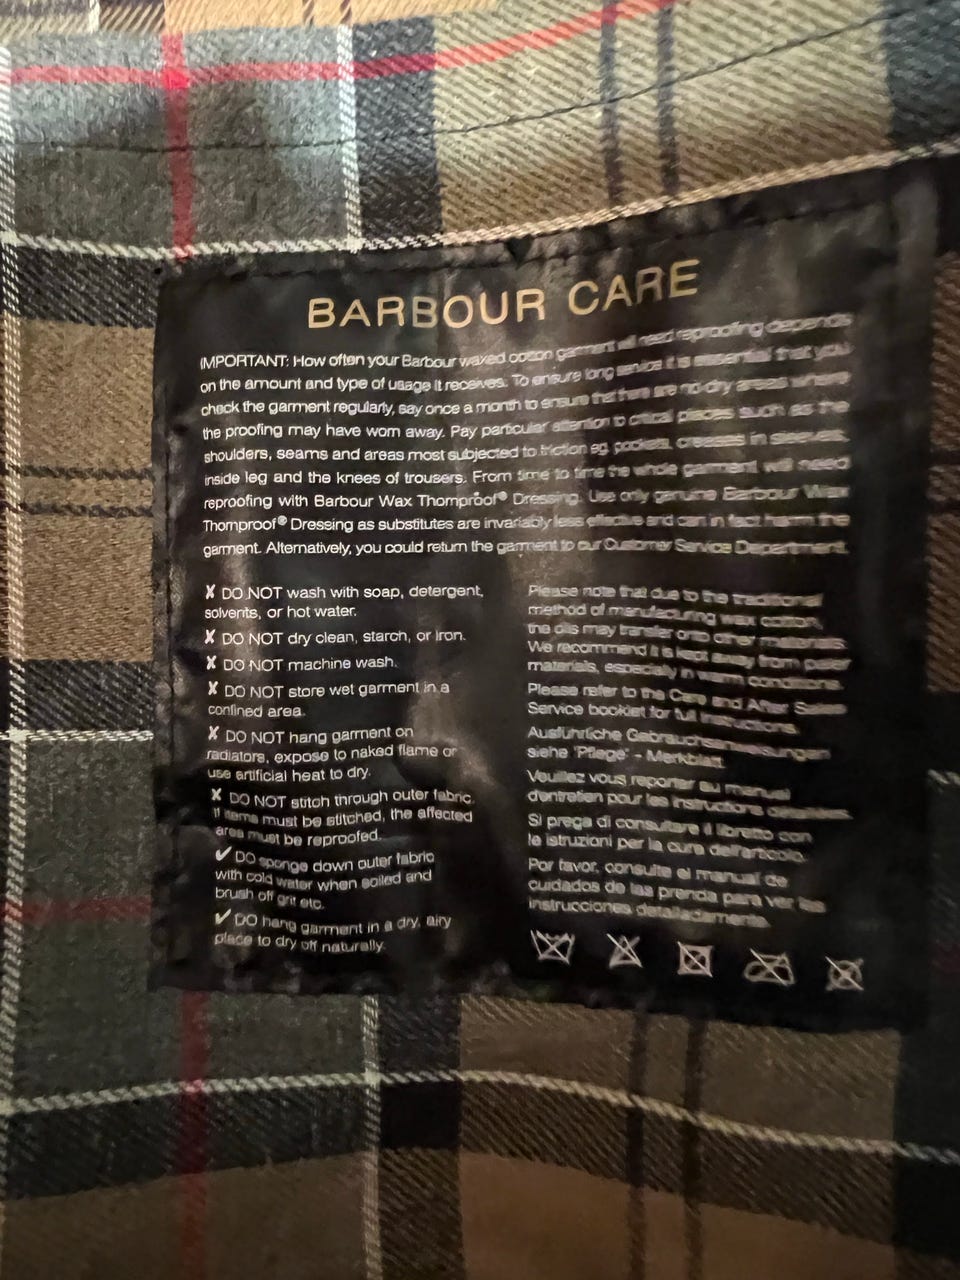 BARBOUR CARE
IMPORTANT: How often your Barbour waxed cotton garment will need reproofing depends
on the amount and type of usage it receives. To ensure long service it is essential that you
check the garment regularly, say once a month to ensure that there are no dry areas where
the proofing may have worn away. Pay particular attention to critical places such as the
shoulders, seams and areas most subjected to friction eg. pockets, creases in sleeves,
inside leg and the knees of trousers. From time to time the whole garment will need
reproofing with Barbour Wax Thornproof® Dressing. Use only genuine Barbour Wax
Thornproof® Dressing as substitutes are invariably less effective and can in fact harm the
garment. Alternatively, you could return the garment to our Customer Service Department.
✗ DO NOT wash with soap, detergent,
solvents, or hot water.
✗ DO NOT dry clean, starch, or iron.
✗ DO NOT machine wash.
✗ DO NOT store wet garment in a
confined area.
✗ DO NOT hang garment on
radiators, expose to naked flame or
use artificial heat to dry.
✗ DO NOT stitch through outer fabric.
If items must be stitched, the affected
area must be reproofed.
✔ DO sponge down outer fabric
with cold water when soiled and
brush off grit etc.
✔ DO hang garment in a dry, airy
place to dry off naturally.
Please note that due to the traditional
method of manufacturing wax cotton,
the oils may transfer onto other materials.
We recommend it is kept away from paler
materials, especially in warm conditions.
Please refer to the Care and After Sales
Service booklet for full instructions.
Ausführliche Gebrauchsanweisungen
siehe 'Pflege' - Merkblatt.
Veuillez vous reporter au manuel
d'entretien pour les instructions détaillées.
Si prega di consultare il libretto con
le istruzioni per la cura dell'articolo.
Por favor, consulte el manual de
cuidados de las prenda para ver las
instrucciones detalladamente.